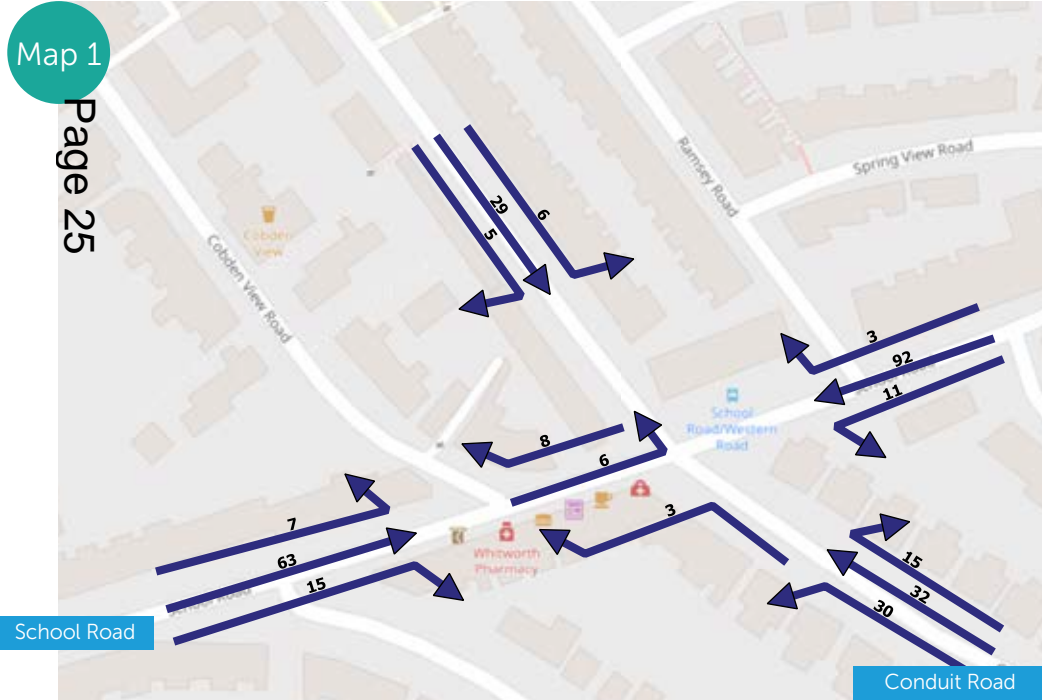 Map 1
Page 25
Ramsey Road
Spring View Road
Cobden
View
Cobden View Road
29
6
5
3
92
11
School
Road/Western
Road
8
6
7
63
15
3
Whitworth
Pharmacy
15
32
30
School Road
School Road
Conduit Road